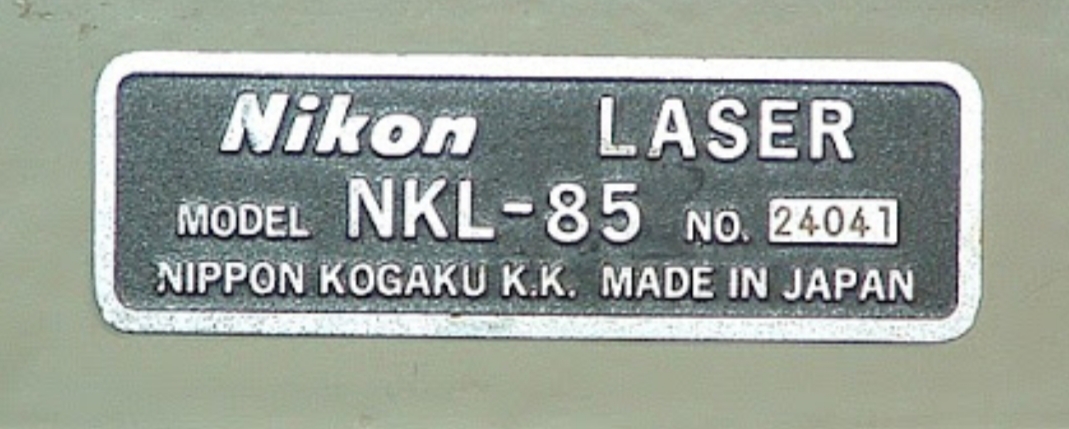 Nikon LASER
MODEL NKL-85 NO. 24041
NIPPON KOGAKU K.K. MADE IN JAPAN